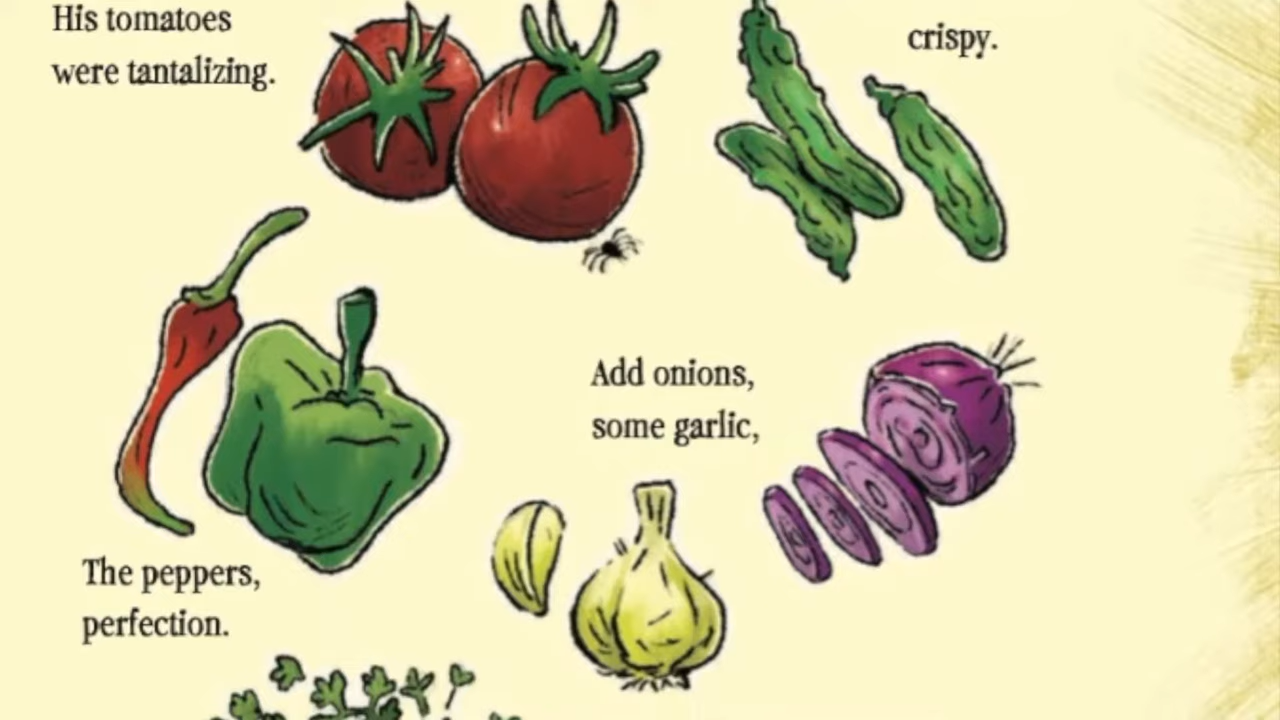 His tomatoes
were tantalizing.
crispy.
The peppers,
perfection.
Add onions,
some garlic,